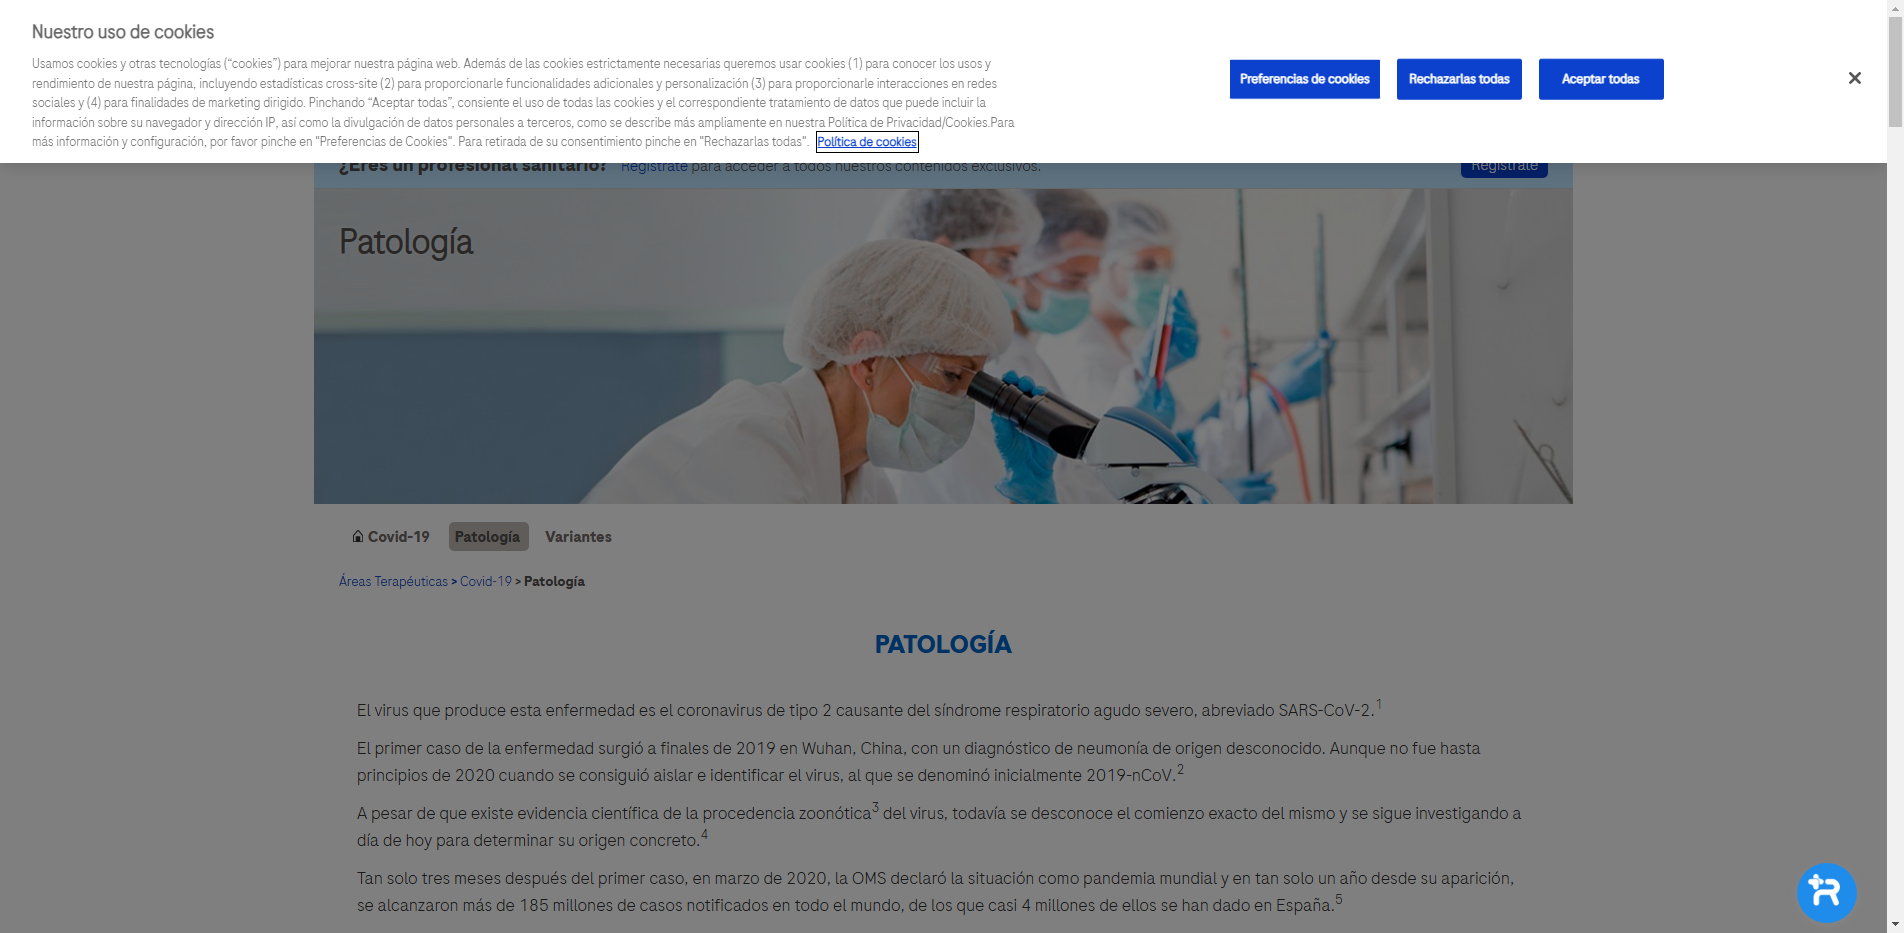 Nuestro uso de cookies
Usamos cookies y otras tecnologías (“cookies”) para mejorar nuestra página web. Además de las cookies estrictamente necesarias queremos usar cookies (1) para conocer los usos y
rendimiento de nuestra página, incluyendo estadísticas cross-site (2) para proporcionarle funcionalidades adicionales y personalización (3) para proporcionarle interacciones en redes
sociales y (4) para finalidades de marketing dirigido. Pinchando “Aceptar todas”, consiente el uso de todas las cookies y el correspondiente tratamiento de datos que puede incluir la
información sobre su navegador y dirección IP, así como la divulgación de datos personales a terceros, como se describe más ampliamente en nuestra Política de Privacidad/Cookies.Para
más información y configuración, por favor pinche en "Preferencias de Cookies". Para retirada de su consentimiento pinche en "Rechazarlas todas". Política de cookies
Preferencias de cookies Rechazarlas todas Aceptar todas
¿Eres un profesional sanitario? Regístrate para acceder a todos nuestros contenidos exclusivos. Regístrate
Patología
Covid-19 Patología Variantes
Áreas Terapéuticas > Covid-19 > Patología
PATOLOGÍA
El virus que produce esta enfermedad es el coronavirus de tipo 2 causante del síndrome respiratorio agudo severo, abreviado SARS-CoV-2.1
El primer caso de la enfermedad surgió a finales de 2019 en Wuhan, China, con un diagnóstico de neumonía de origen desconocido. Aunque no fue hasta
principios de 2020 cuando se consiguió aislar e identificar el virus, al que se denominó inicialmente 2019-nCoV.2
A pesar de que existe evidencia científica de la procedencia zoonótica3 del virus, todavía se desconoce el comienzo exacto del mismo y se sigue investigando a
día de hoy para determinar su origen concreto.4
Tan solo tres meses después del primer caso, en marzo de 2020, la OMS declaró la situación como pandemia mundial y en tan solo un año desde su aparición,
se alcanzaron más de 185 millones de casos notificados en todo el mundo, de los que casi 4 millones de ellos se han dado en España.5